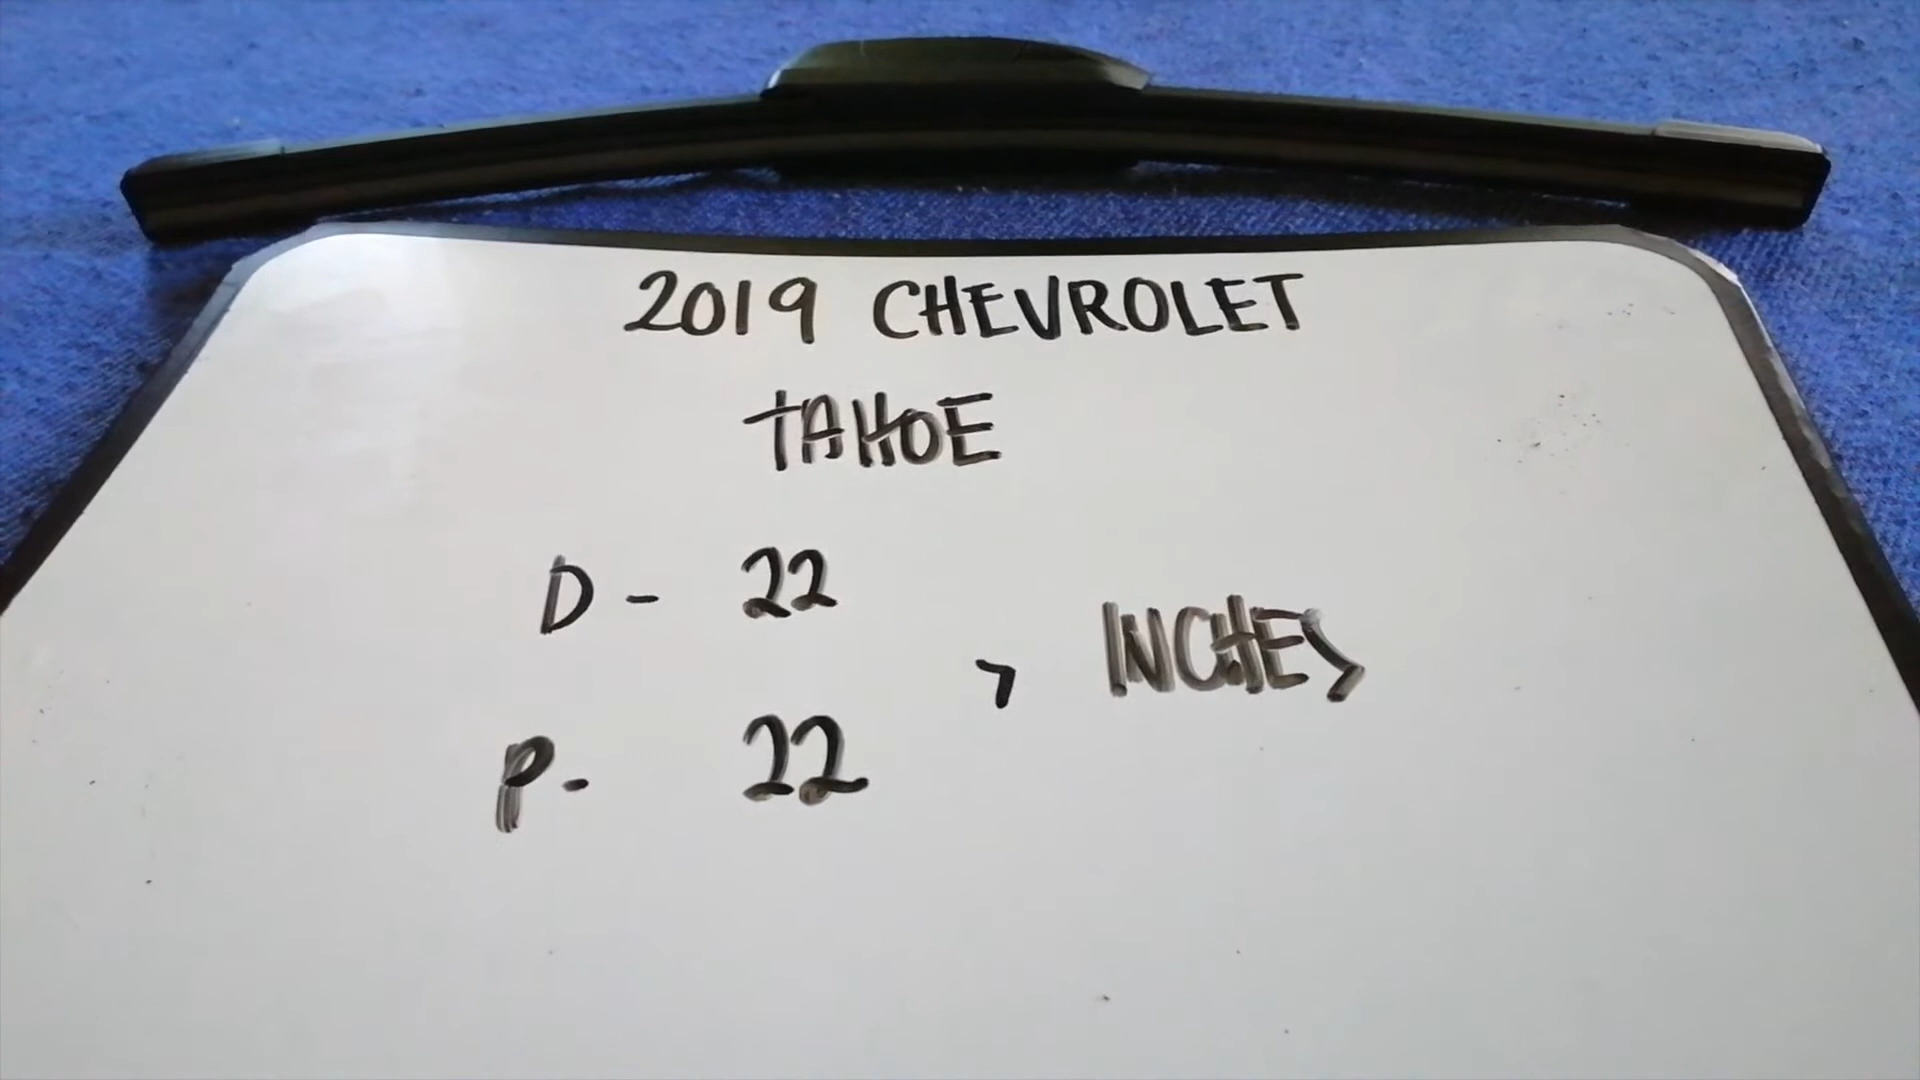 2019 CHEVROLET
TAHOE
D - 22
> INCHES
P - 22